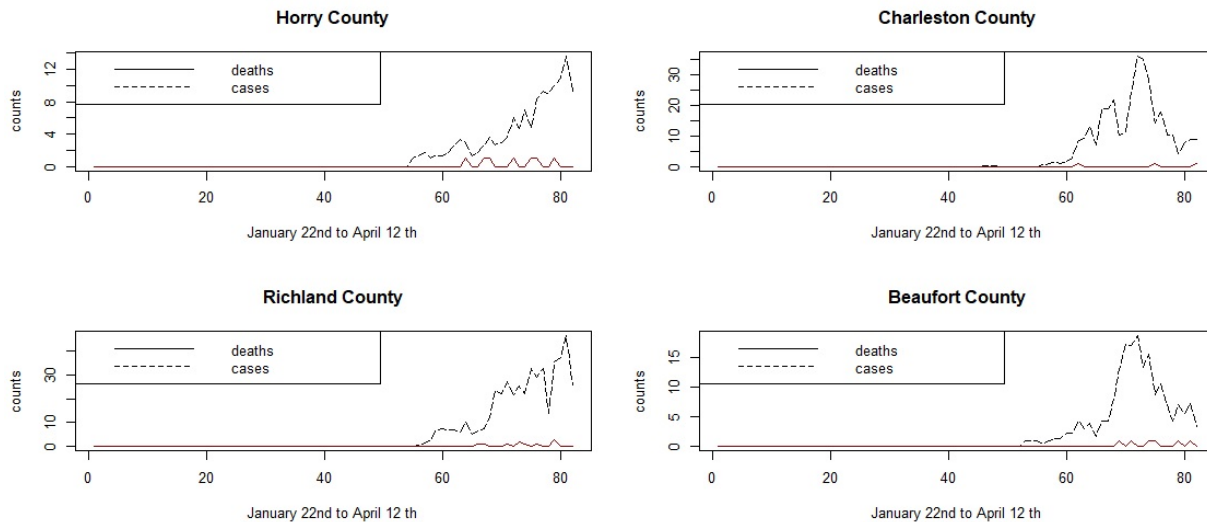 Horry County
counts
12
8
4
0
deaths
cases
0 20 40 60 80
January 22nd to April 12 th
Charleston County
counts
30
20
10
0
deaths
cases
0 20 40 60 80
January 22nd to April 12 th
Richland County
counts
30
10
0
deaths
cases
0 20 40 60 80
January 22nd to April 12 th
Beaufort County
counts
15
10
5
0
deaths
cases
0 20 40 60 80
January 22nd to April 12 th